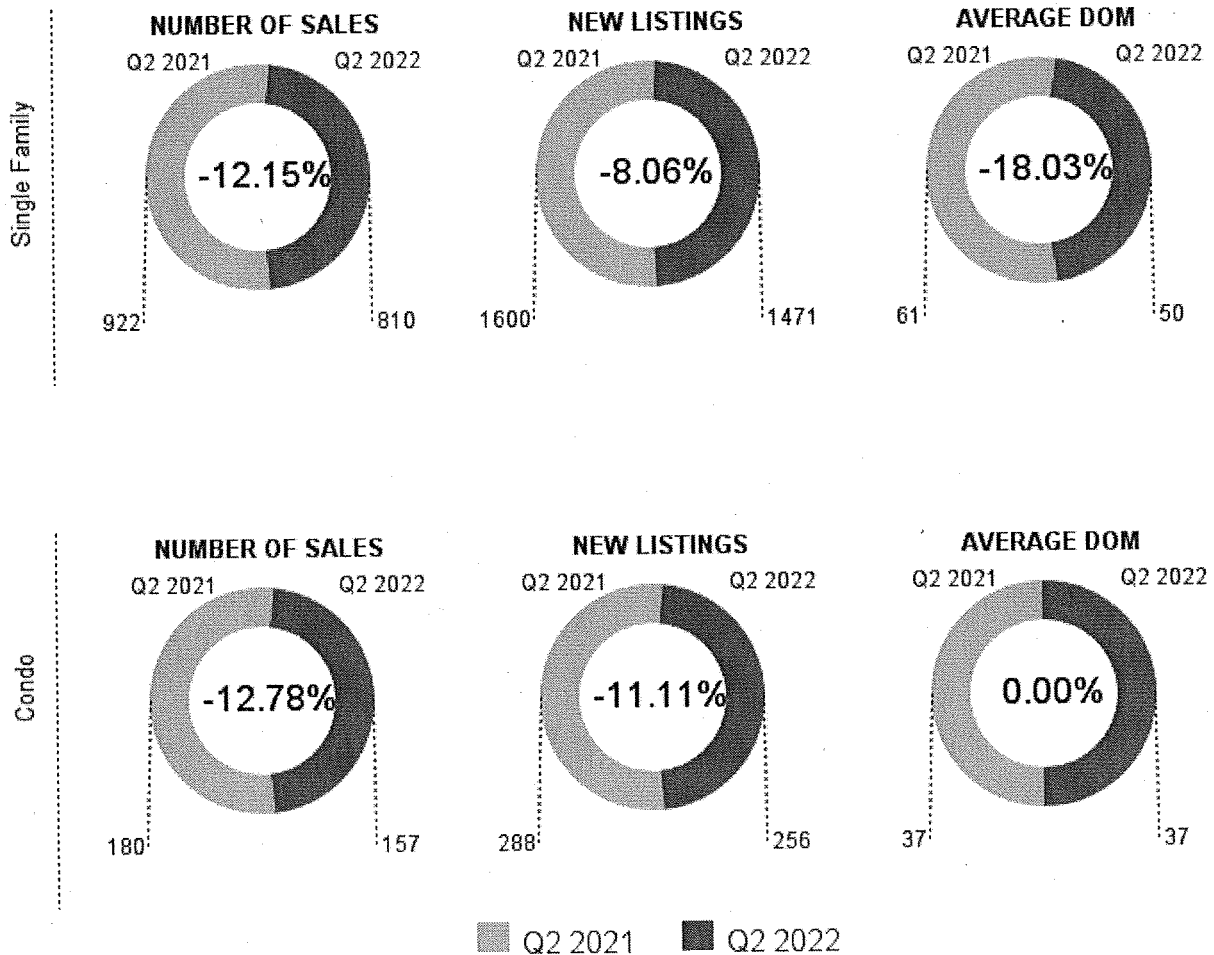 Single Family
NUMBER OF SALES
Q2 2021
Q2 2022
-12.15%
922
810
NEW LISTINGS
Q2 2021
Q2 2022
-8.06%
1600
1471
AVERAGE DOM
Q2 2021
Q2 2022
-18.03%
61
50
Condo
NUMBER OF SALES
Q2 2021
Q2 2022
-12.78%
180
157
NEW LISTINGS
Q2 2021
Q2 2022
-11.11%
288
256
AVERAGE DOM
Q2 2021
Q2 2022
0.00%
37
37
Q2 2021
Q2 2022